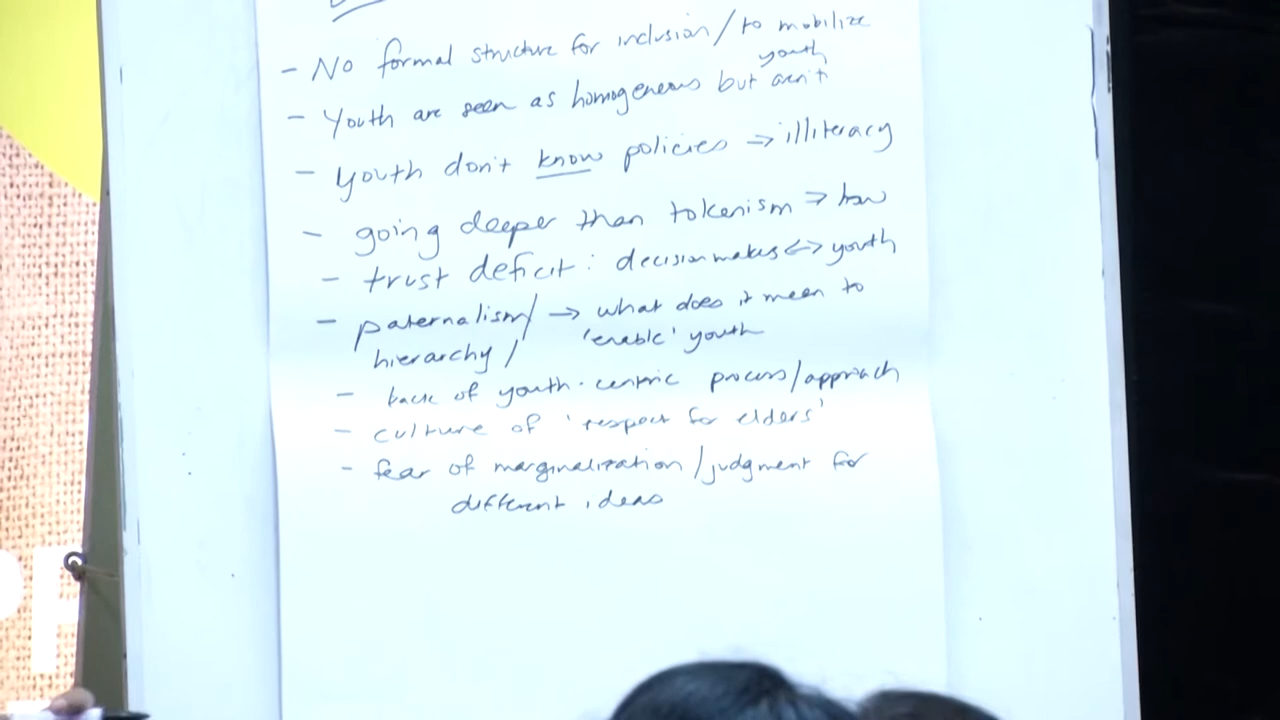 - No formal structure for inclusion / to mobilize
youth
- Youth are seen as homogeneous but aren't
- youth don't know policies => illiteracy
- going deeper than tokenism => how
- trust deficit: decision makers <-> youth
- paternalism/ → what does it mean to
hierarchy / 'enable' youth
- lack of youth-centric process/approach
- culture of 'respect for elders'
- fear of marginalization / judgment for
different ideas